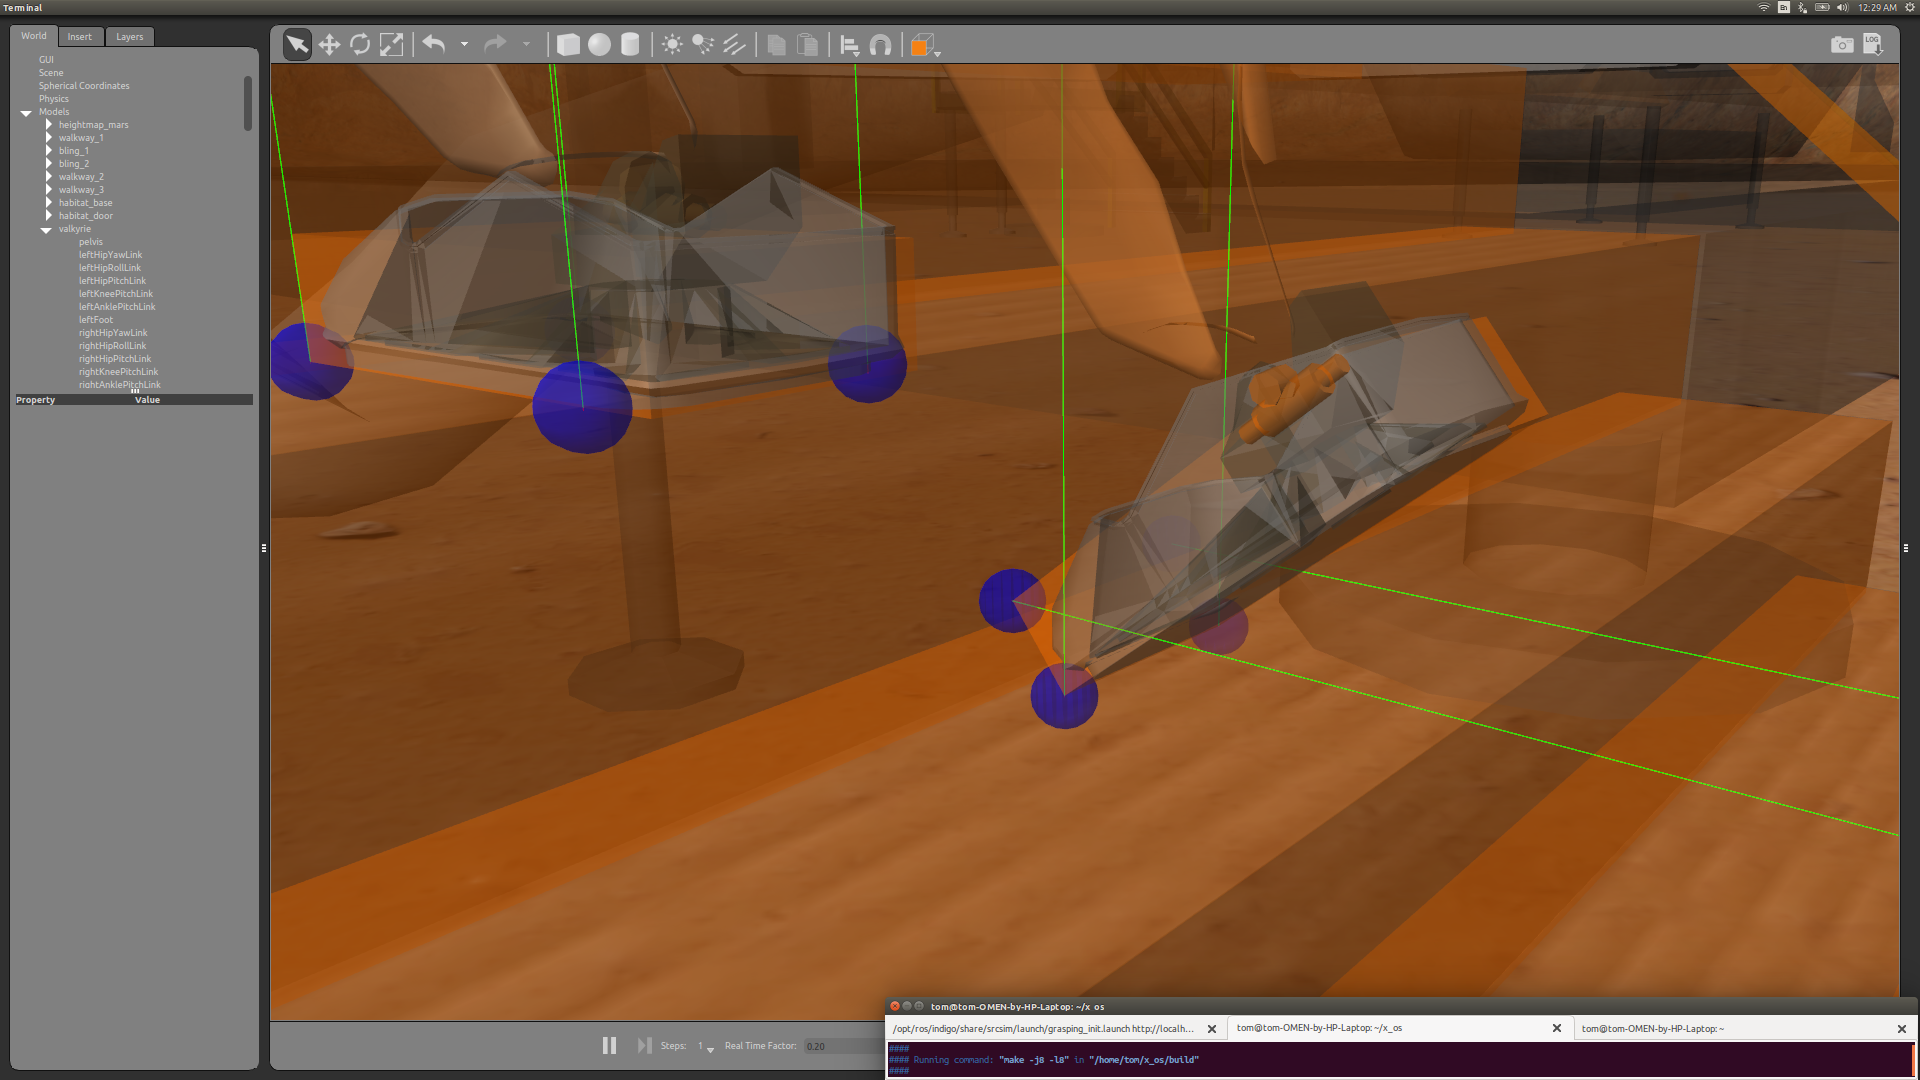 Terminal
En
12:29 AM
World
Insert
Layers
LOG
GUI
Scene
Spherical Coordinates
Physics
Models
heightmap_mars
walkway_1
bling_1
bling_2
walkway_2
walkway_3
habitat_base
habitat_door
valkyrie
pelvis
leftHipYawLink
leftHipRollLink
leftHipPitchLink
leftKneePitchLink
leftAnklePitchLink
leftFoot
rightHipYawLink
rightHipRollLink
rightHipPitchLink
rightKneePitchLink
rightAnklePitchLink
Property Value
Steps: 1 Real Time Factor: 0.20
tom@tom-OMEN-by-HP-Laptop: ~/x_os
/opt/ros/indigo/share/srcsim/launch/grasping_init.launch http://localh...
tom@tom-OMEN-by-HP-Laptop: ~/x_os
tom@tom-OMEN-by-HP-Laptop: ~
####
#### Running command: "make -j8 -l8" in "/home/tom/x_os/build"
####